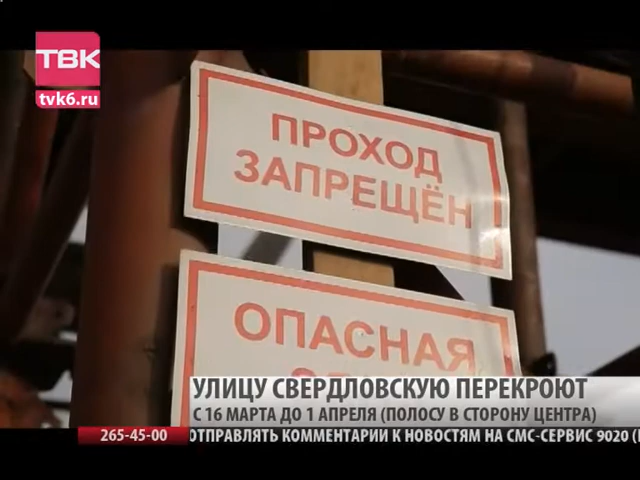 ТВК
tvk6.ru
ПРОХОД
ЗАПРЕЩЁН
ОПАСНАЯ
УЛИЦУ СВЕРДЛОВСКУЮ ПЕРЕКРОЮТ
С 16 МАРТА ДО 1 АПРЕЛЯ (ПОЛОСУ В СТОРОНУ ЦЕНТРА)
265-45-00 ОТПРАВЛЯТЬ КОММЕНТАРИИ К НОВОСТЯМ НА СМС-СЕРВИС 9020 (